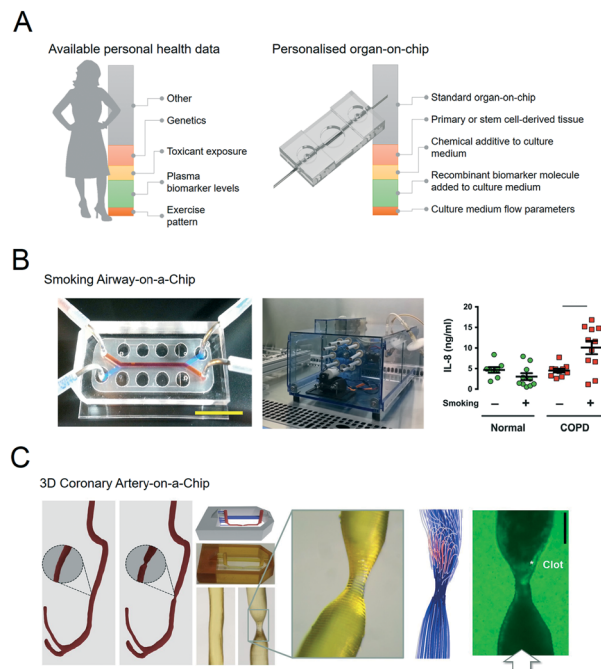 A
Available personal health data
Other
Genetics
Toxicant exposure
Plasma
biomarker levels
Exercise
pattern
Personalised organ-on-chip
Standard organ-on-chip
Primary or stem cell-derived tissue
Chemical additive to culture
medium
Recombinant biomarker molecule
added to culture medium
Culture medium flow parameters
B
Smoking Airway-on-a-Chip
IL-8 (ng/ml)
20
15
10
5
0
Smoking – + – +
Normal COPD
C
3D Coronary Artery-on-a-Chip
* Clot